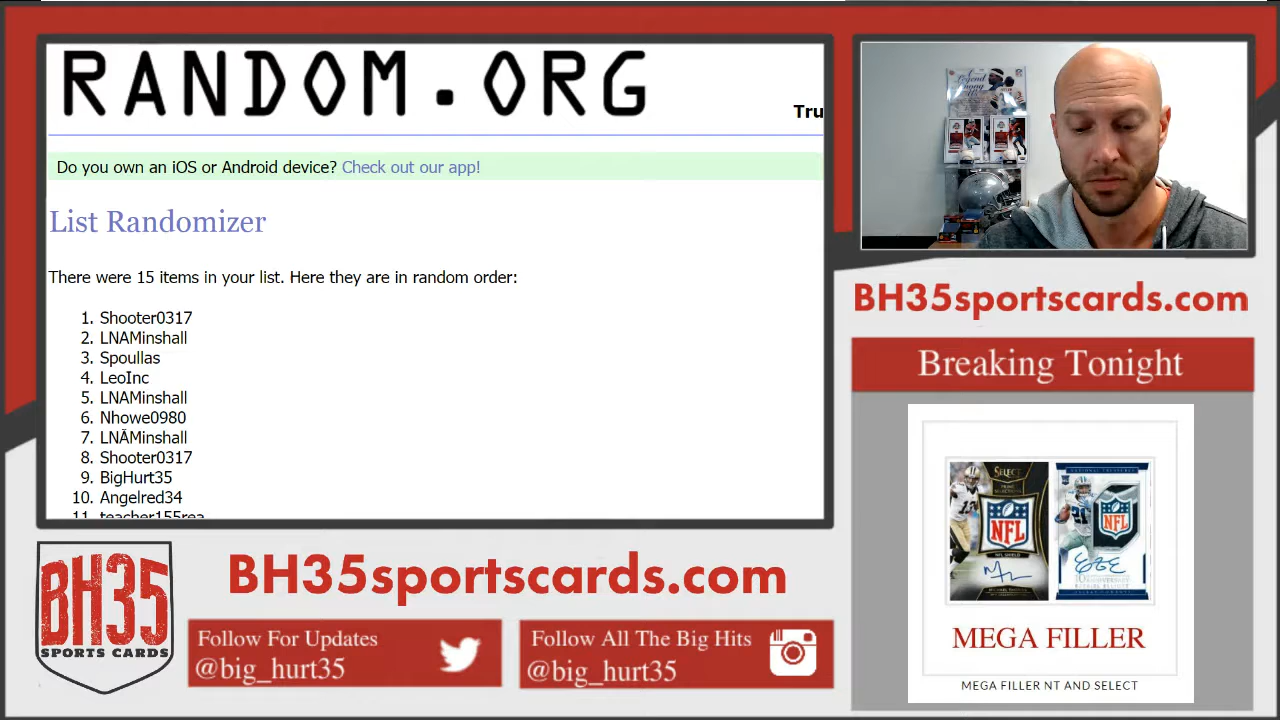 RANDOM.ORG
Tru
Do you own an iOS or Android device? Check out our app!
List Randomizer
There were 15 items in your list. Here they are in random order:
1. Shooter0317
2. LNAMinshall
3. Spoullas
4. LeoInc
5. LNAMinshall
6. Nhowe0980
7. LNÄMinshall
8. Shooter0317
9. BigHurt35
10. Angelred34
11. teacher155rea
BH35sportscards.com
Breaking Tonight
SELECT
NFL
NFL
MEGA FILLER
MEGA FILLER NT AND SELECT
BH35
SPORTS CARDS
BH35sportscards.com
Follow For Updates
@big_hurt35
Follow All The Big Hits
@big_hurt35